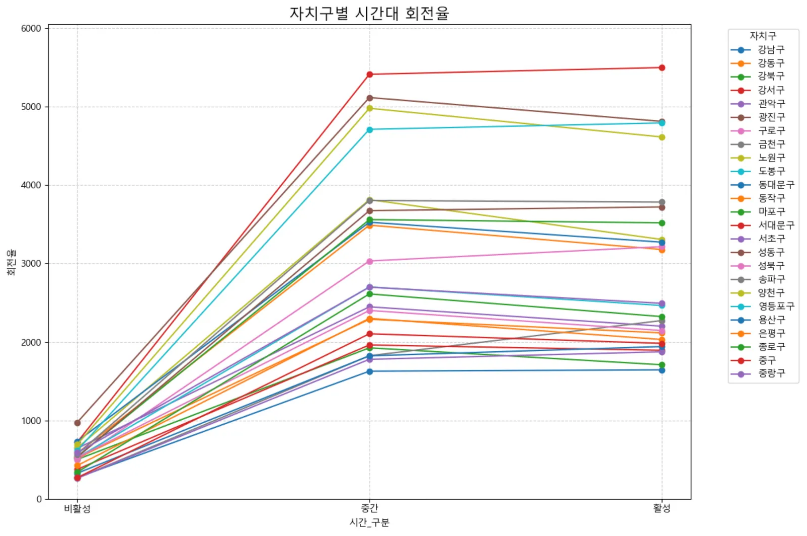 자치구별 시간대 회전율
회전율
6000
5000
4000
3000
2000
1000
0
비활성
중간
활성
시간_구분
자치구
강남구
강동구
강북구
강서구
관악구
광진구
구로구
금천구
노원구
도봉구
동대문구
동작구
마포구
서대문구
서초구
성동구
성북구
송파구
양천구
영등포구
용산구
은평구
종로구
중구
중랑구